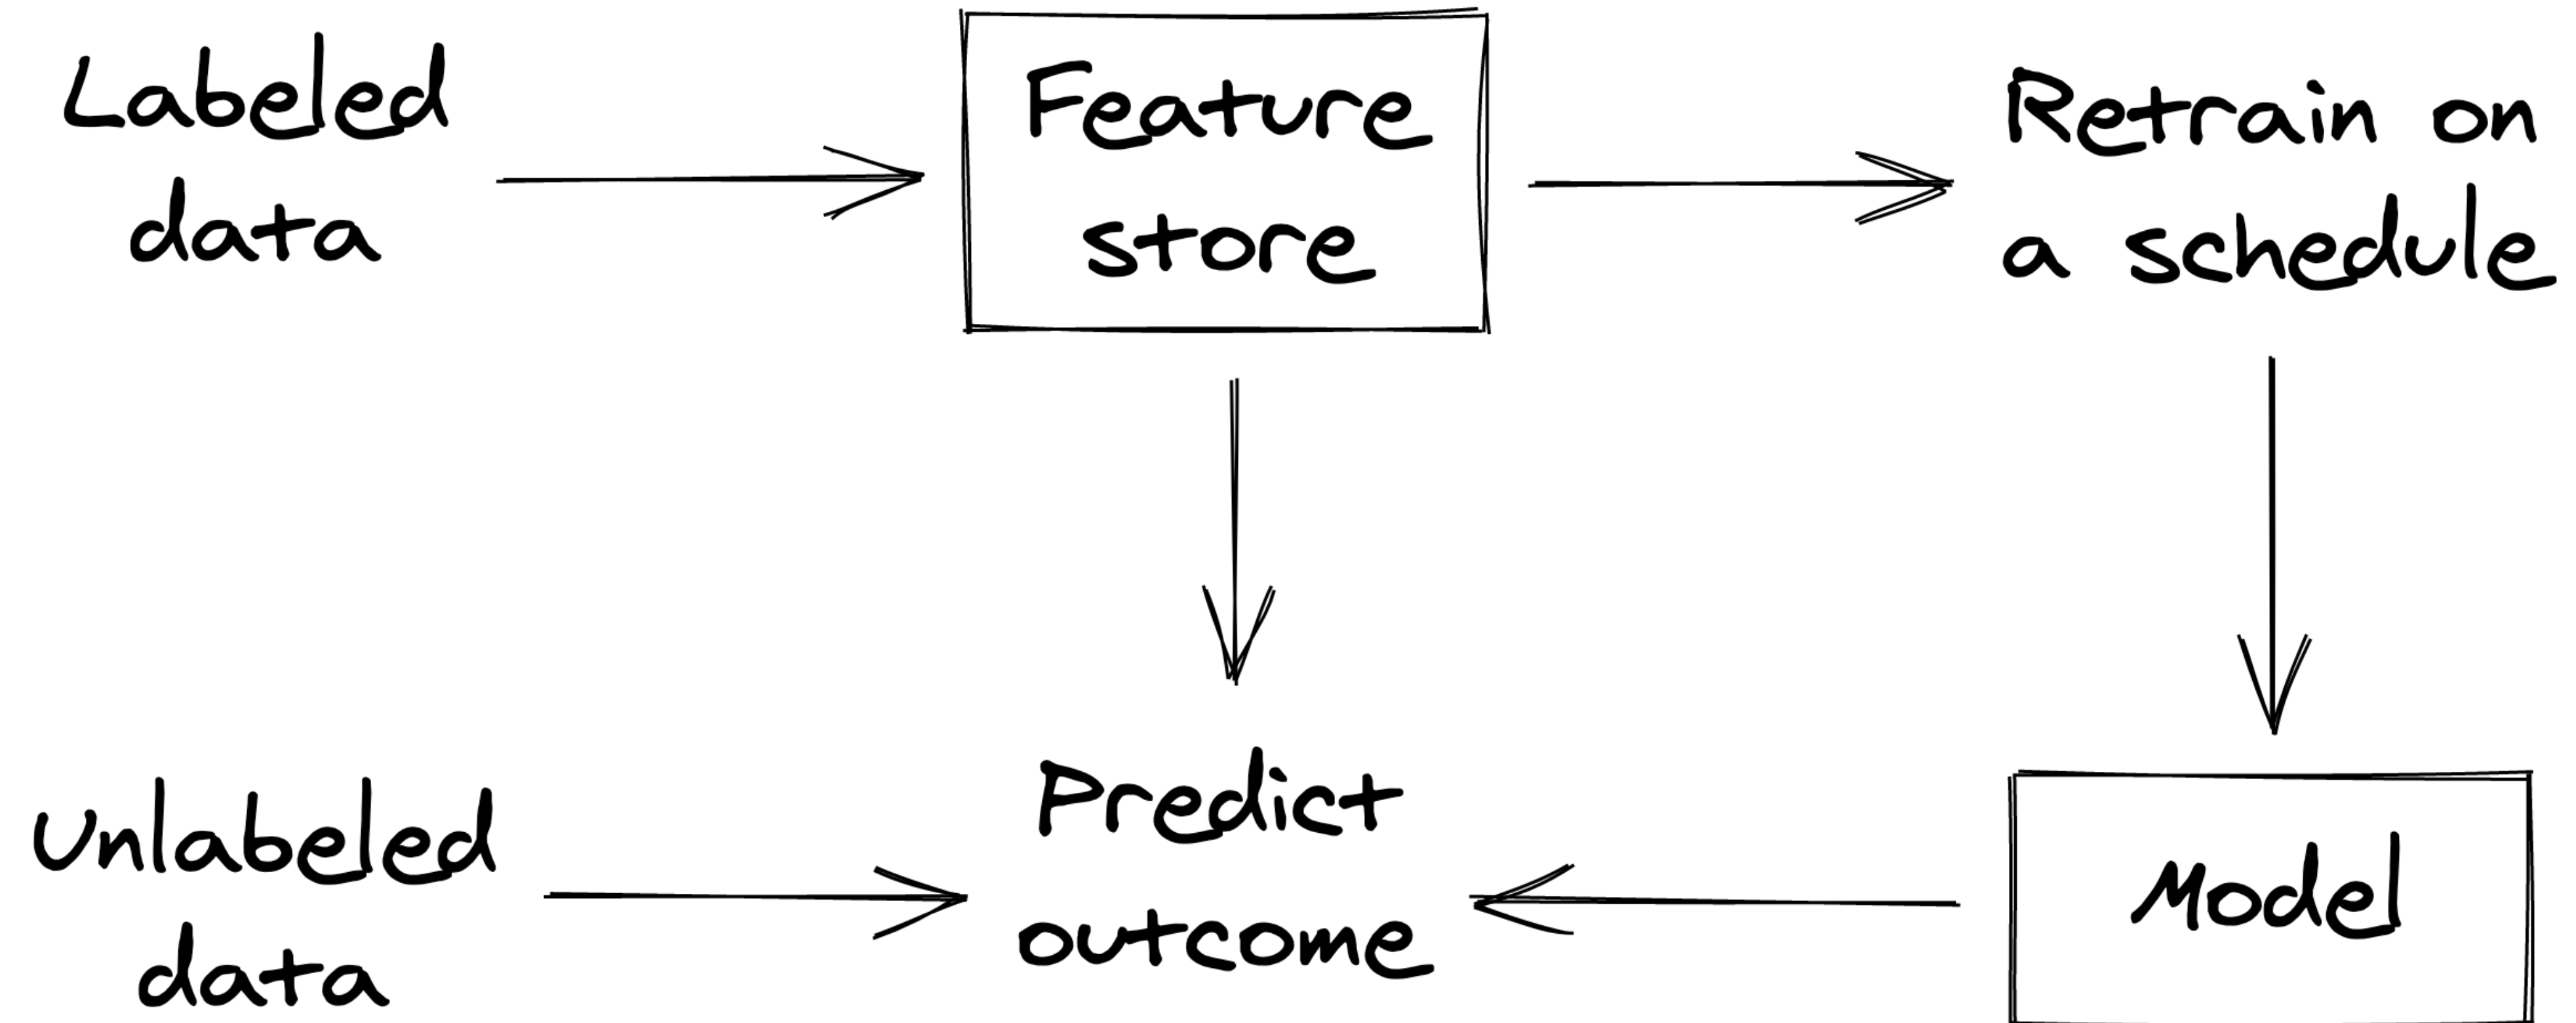 Labeled
data
Feature
store
Retrain on
a schedule
Unlabeled
data
Predict
outcome
Model